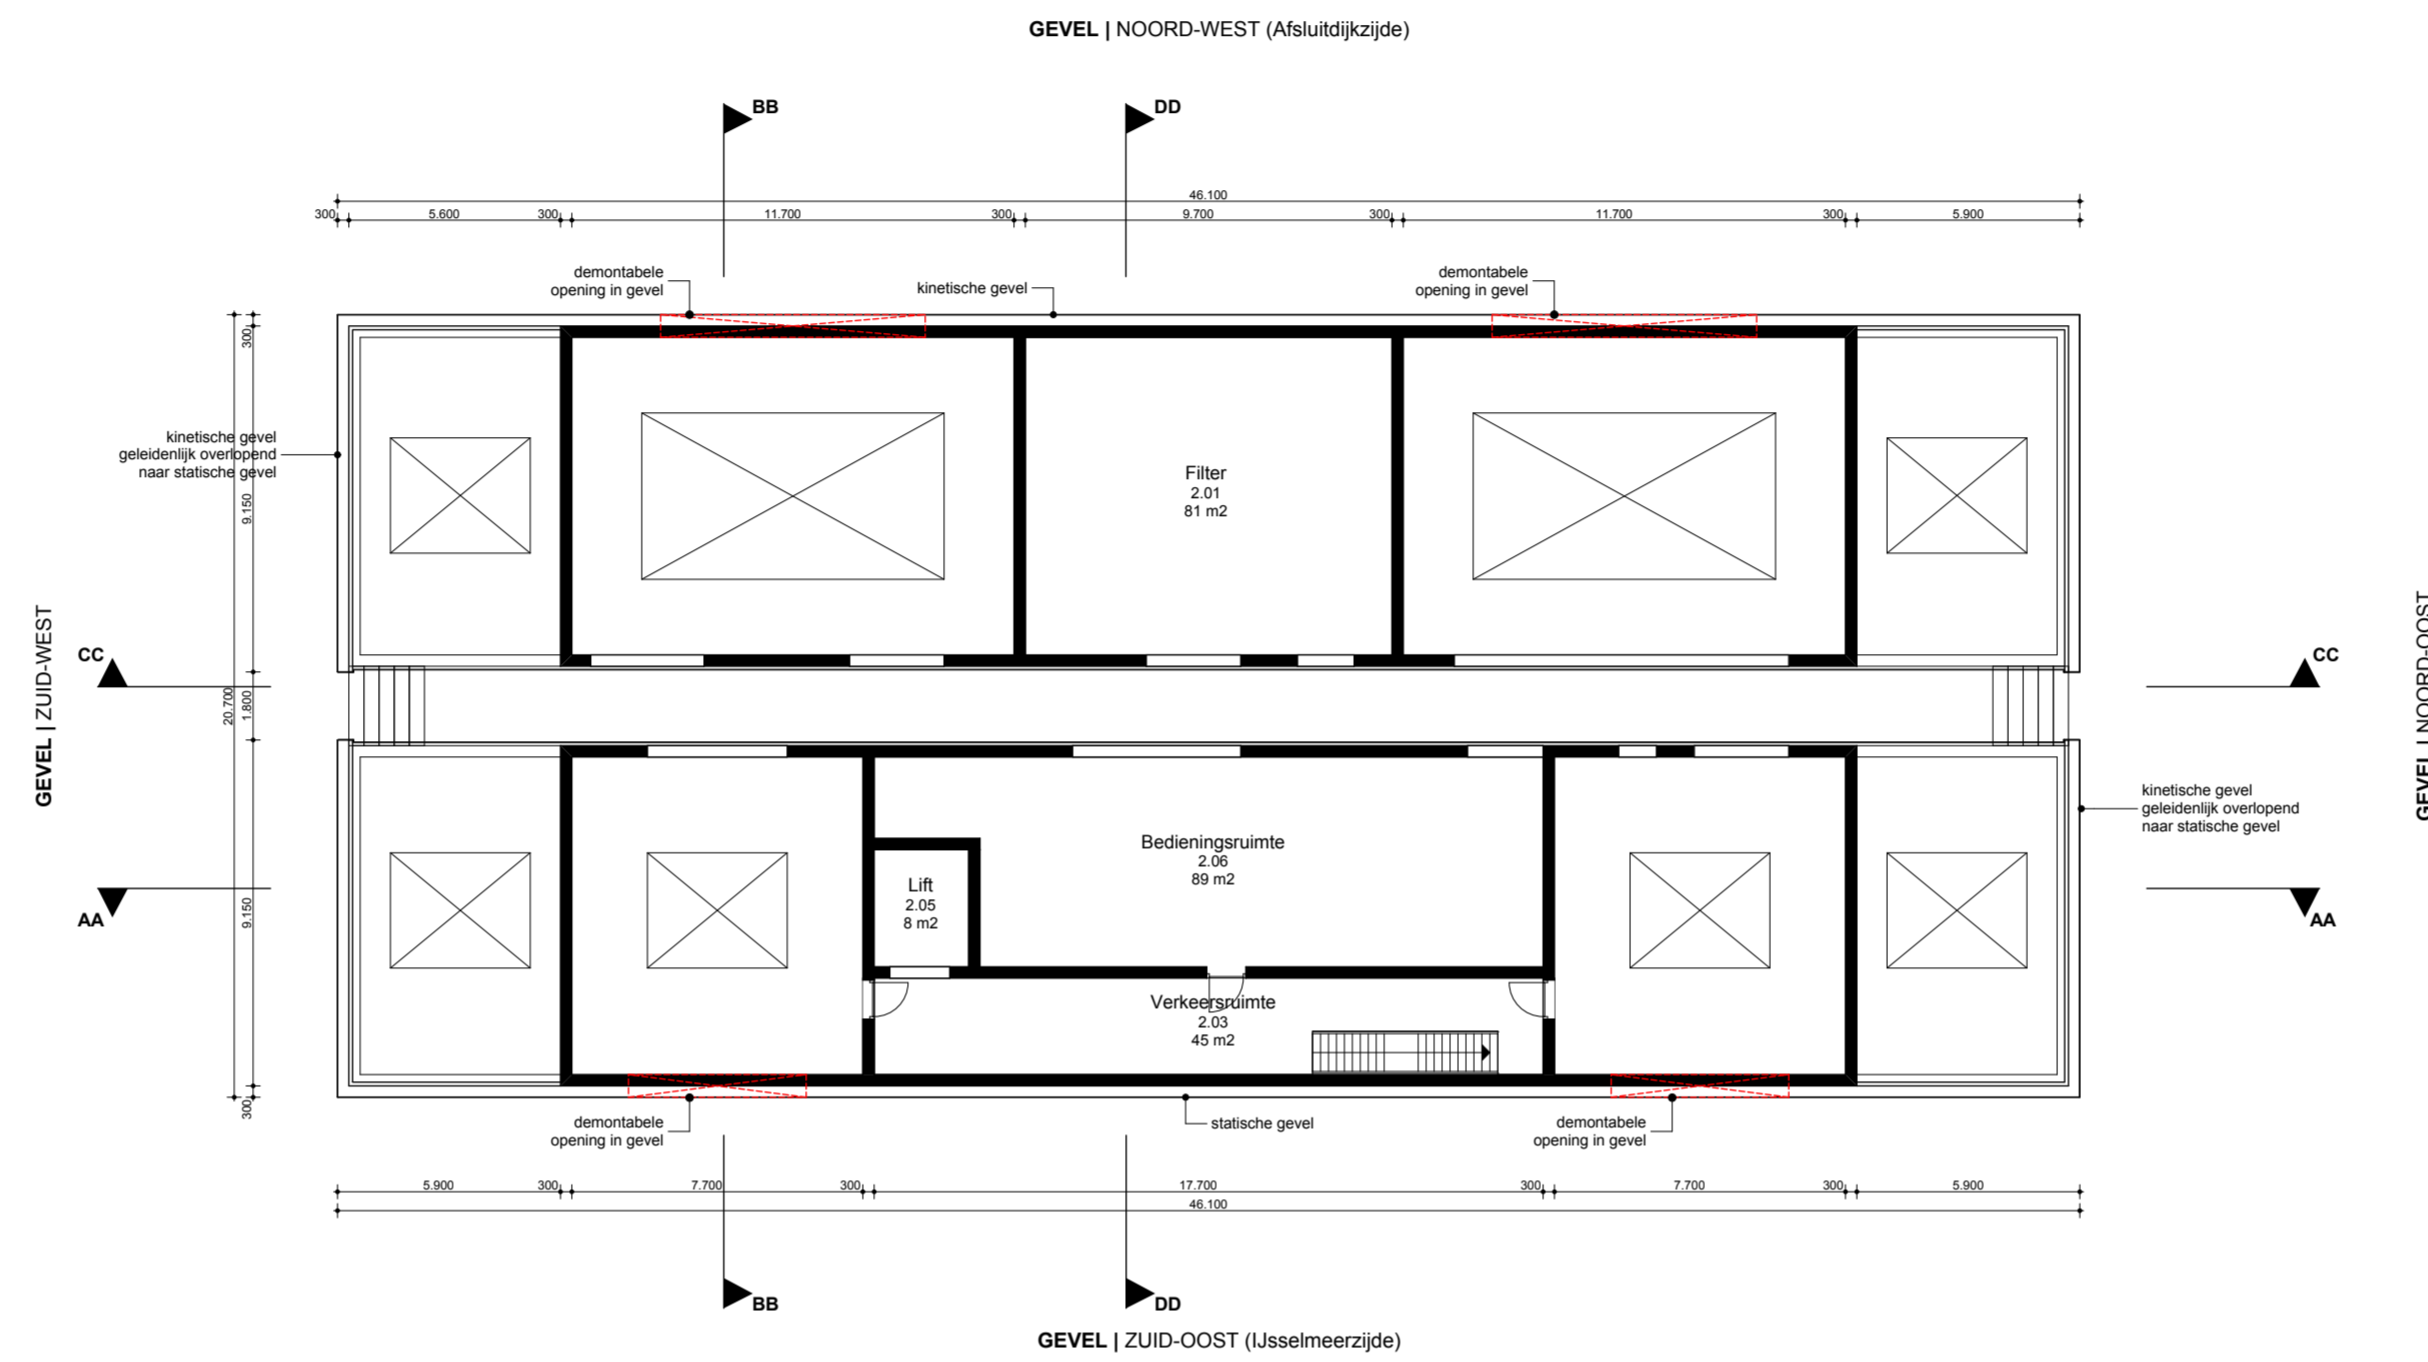 GEVEL | NOORD-WEST (Afsluitdijkzijde)
BB
DD
46.100
300
5.600
300
11.700
300
9.700
300
11.700
300
5.900
demontabele
opening in gevel
kinetische gevel
demontabele
opening in gevel
300
kinetische gevel
geleidenlijk overlopend
naar statische gevel
9.150
Filter
2.01
81 m2
GEVEL | ZUID-WEST
GEVEL | NOORD-OOST
CC
CC
20.700
1.800
kinetische gevel
geleidenlijk overlopend
naar statische gevel
Bedieningsruimte
2.06
89 m2
Lift
2.05
8 m2
AA
AA
9.150
Verkeersruimte
2.03
45 m2
300
demontabele
opening in gevel
statische gevel
demontabele
opening in gevel
5.900
300
7.700
300
17.700
300
7.700
300
5.900
46.100
BB
DD
GEVEL | ZUID-OOST (IJsselmeerzijde)